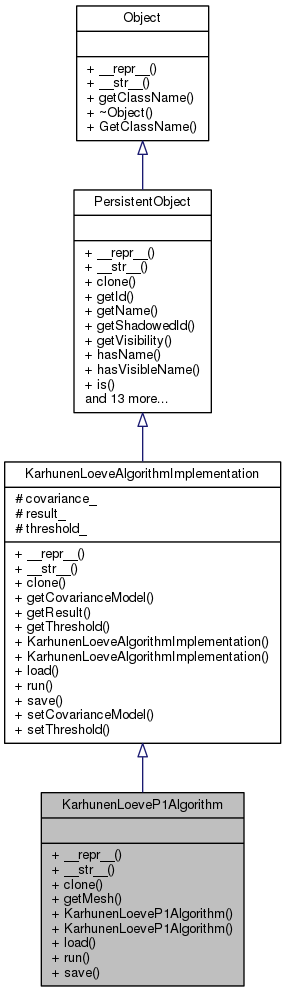 Object
+ __repr__()
+ __str__()
+ getClassName()
+ ~Object()
+ GetClassName()
PersistentObject
+ __repr__()
+ __str__()
+ clone()
+ getId()
+ getName()
+ getShadowedId()
+ getVisibility()
+ hasName()
+ hasVisibleName()
+ is()
and 13 more...
KarhunenLoeveAlgorithmImplementation
# covariance_
# result_
# threshold_
+ __repr__()
+ __str__()
+ clone()
+ getCovarianceModel()
+ getResult()
+ getThreshold()
+ KarhunenLoeveAlgorithmImplementation()
+ KarhunenLoeveAlgorithmImplementation()
+ load()
+ run()
+ save()
+ setCovarianceModel()
+ setThreshold()
KarhunenLoeveP1Algorithm
+ __repr__()
+ __str__()
+ clone()
+ getMesh()
+ KarhunenLoeveP1Algorithm()
+ KarhunenLoeveP1Algorithm()
+ load()
+ run()
+ save()